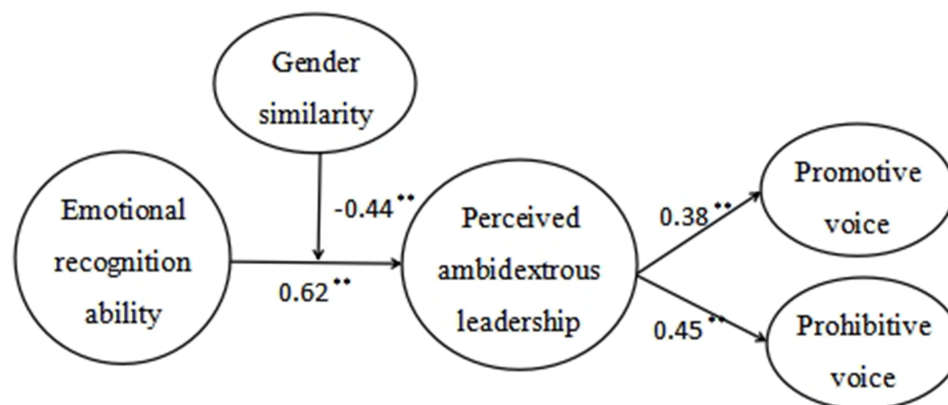 Gender
similarity
Emotional
recognition
ability
-0.44**
0.62**
Perceived
ambidextrous
leadership
0.38**
0.45**
Promotive
voice
Prohibitive
voice